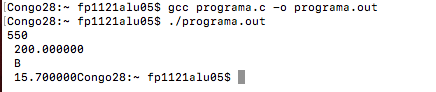 [Congo28:~ fp1121alu05$ gcc programa.c -o programa.out
[Congo28:~ fp1121alu05$ ./programa.out
550
 200.000000
 B
 15.700000Congo28:~ fp1121alu05$